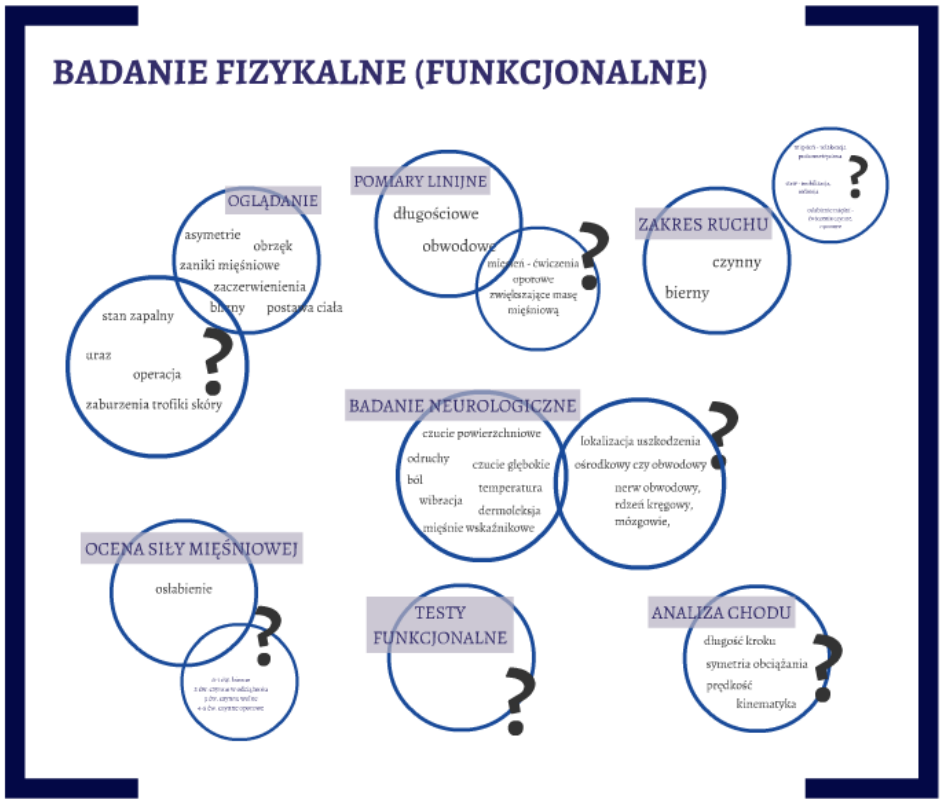 BADANIE FIZYKALNE (FUNKCJONALNE)
OGLĄDANIE
asymetrie
obrzęk
zaniki mięśniowe
zaczerwienienia
blizny
postawa ciała
stan zapalny
uraz
operacja
zaburzenia trofiki skóry
?
POMIARY LINIJNE
długościowe
obwodowe
mięsień - ćwiczenia
oporowe
zwiększające masę
mięśniową
?
ZAKRES RUCHU
czynny
bierny
?
BADANIE NEUROLOGICZNE
czucie powierzchniowe
odruchy
czucie głębokie
ból
temperatura
wibracja
dermoleksja
mięśnie wskaźnikowe
lokalizacja uszkodzenia
ośrodkowy czy obwodowy
nerw obwodowy,
rdzeń kręgowy,
mózgowie,
?
OCENA SIŁY MIĘŚNIOWEJ
osłabienie
?
TESTY
FUNKCJONALNE
?
ANALIZA CHODU
długość kroku
symetria obciążania
prędkość
kinematyka
?